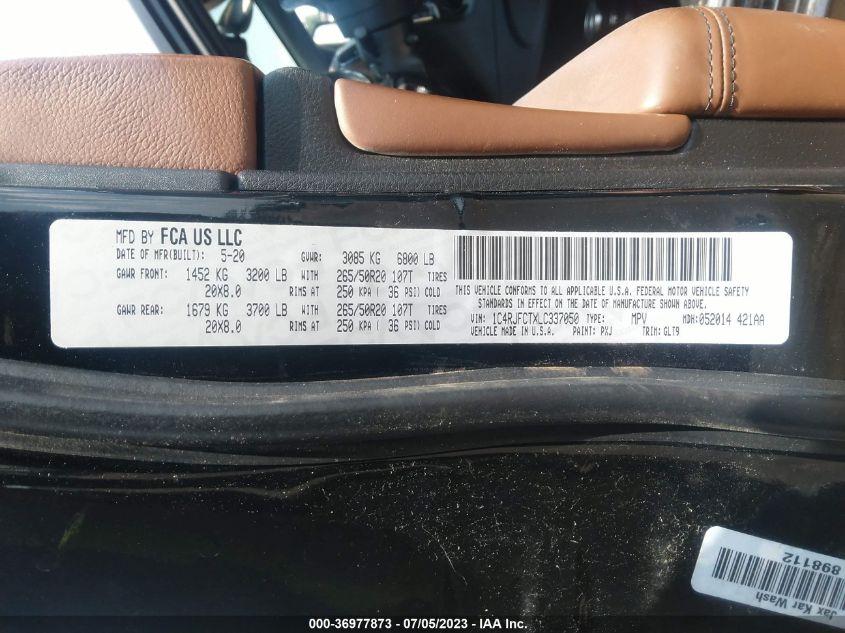 MFD BY FCA US LLC
DATE OF MFR(BUILT): 5-20 GVWR: 3085 KG 6800 LB
GAWR FRONT: 1452 KG 3200 LB WITH 265/50R20 107T TIRES
20X8.0 RIMS AT 250 KPA ( 36 PSI) COLD
GAWR REAR: 1679 KG 3700 LB WITH 265/50R20 107T TIRES
20X8.0 RIMS AT 250 KPA ( 36 PSI) COLD
THIS VEHICLE CONFORMS TO ALL APPLICABLE U.S.A. FEDERAL MOTOR VEHICLE SAFETY
STANDARDS IN EFFECT ON THE DATE OF MANUFACTURE SHOWN ABOVE.
VIN: 1C4RJFCTXLC337050 TYPE: MPV MDH:052014 421AA
VEHICLE MADE IN U.S.A. PAINT: PXJ TRIM: GLT9
898112
Jax Kar Wash
000-36977873 / 07/05/2023 - IAA Inc.